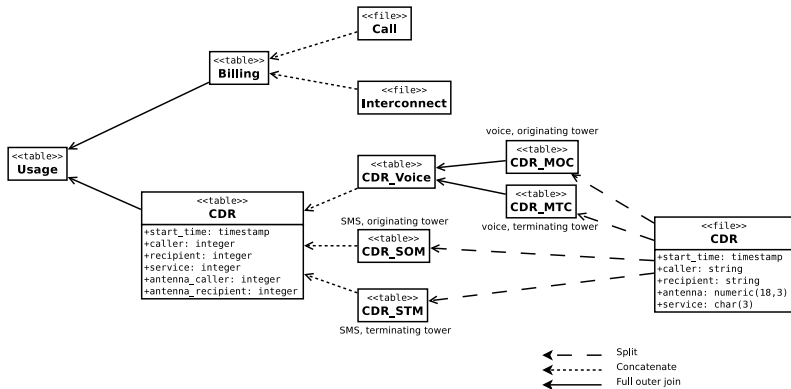 <<file>>
Call
<<table>>
Billing
<<file>>
Interconnect
<<table>>
Usage
voice, originating tower
<<table>>
CDR_MOC
<<table>>
CDR_Voice
<<table>>
CDR_MTC
voice, terminating tower
<<table>>
CDR
+start_time: timestamp
+caller: integer
+recipient: integer
+service: integer
+antenna_caller: integer
+antenna_recipient: integer
SMS, originating tower
<<table>>
CDR_SOM
<<table>>
CDR_STM
SMS, terminating tower
<<file>>
CDR
+start_time: timestamp
+caller: string
+recipient: string
+antenna: numeric(18,3)
+service: char(3)
Split
Concatenate
Full outer join